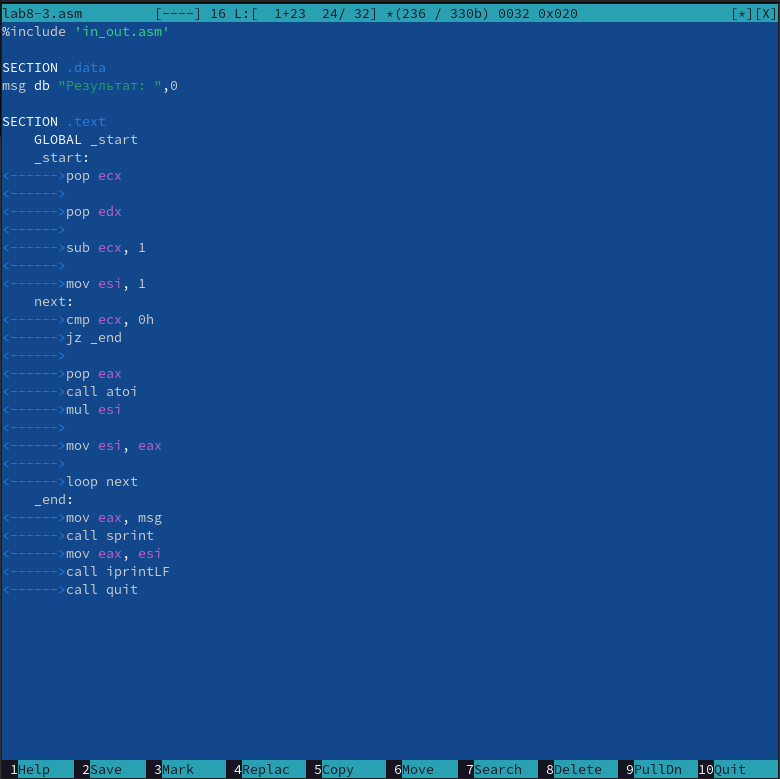 lab8-3.asm [----] 16 L:[ 1+23 24/ 32] *(236 / 330b) 0032 0x020 [*][X]
%include 'in_out.asm'
SECTION .data
msg db "Результат: ",0
SECTION .text
GLOBAL _start
_start:
<------>pop ecx
<------>
<------>pop edx
<------>
<------>sub ecx, 1
<------>
<------>mov esi, 1
next:
<------>cmp ecx, 0h
<------>jz _end
<------>
<------>pop eax
<------>call atoi
<------>mul esi
<------>
<------>mov esi, eax
<------>
<------>loop next
_end:
<------>mov eax, msg
<------>call sprint
<------>mov eax, esi
<------>call iprintLF
<------>call quit
1Help 2Save 3Mark 4Replac 5Copy 6Move 7Search 8Delete 9PullDn 10Quit